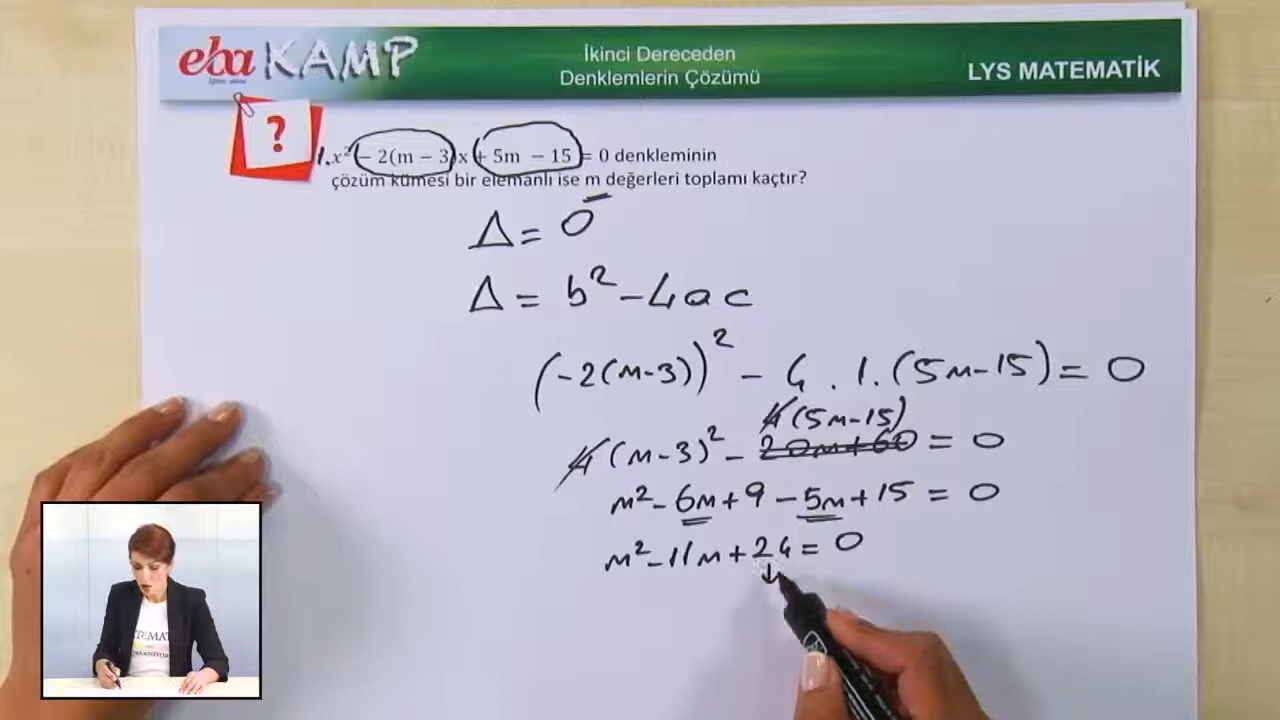 eba KAMP
İkinci Dereceden
Denklemlerin Çözümü
LYS MATEMATİK
?
1. x² − 2(m − 3)x + 5m − 15 = 0 denkleminin
çözüm kümesi bir elemanlı ise m değerleri toplamı kaçtır?
Δ = 0
Δ = b² − 4ac
(−2(m−3))² − 4 . 1 . (5m−15) = 0
4(5m−15)
4(m−3)² − 20m+60 = 0
m² − 6m + 9 − 5m + 15 = 0
m² − 11m + 24 = 0